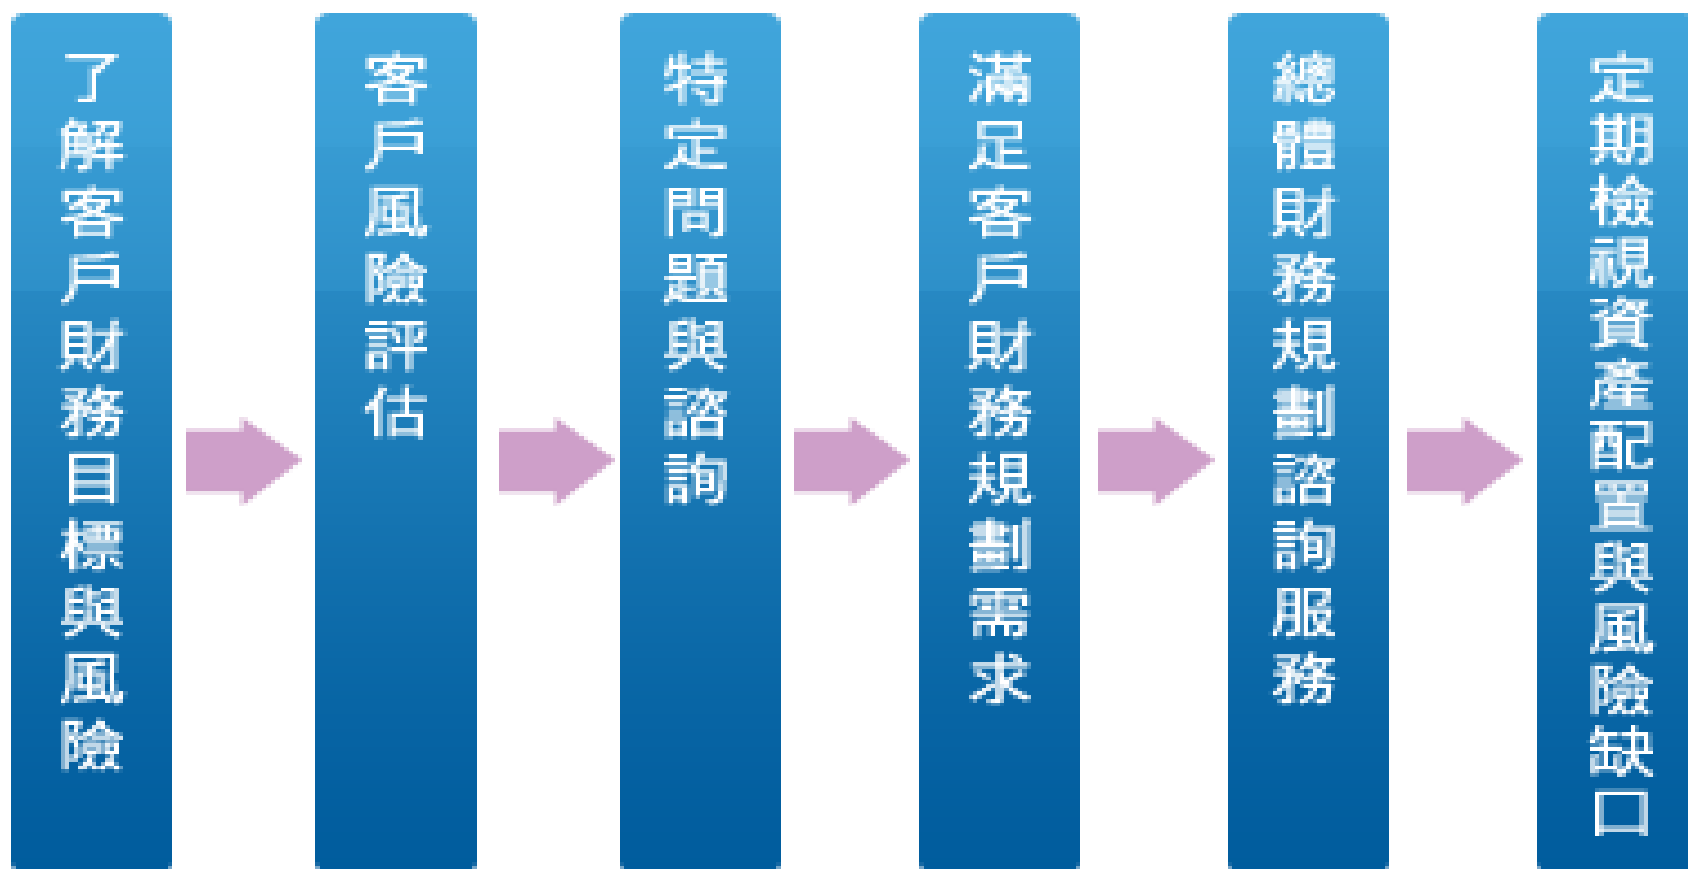 了解客戶財務目標與風險
客戶風險評估
特定問題與諮詢
滿足客戶財務規劃需求
總體財務規劃諮詢服務
定期檢視資產配置與風險缺口